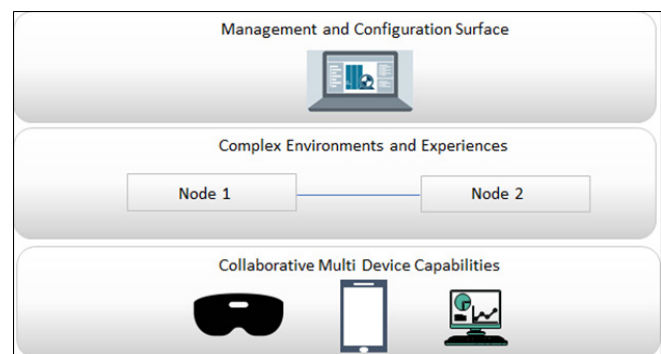 Management and Configuration Surface
Complex Environments and Experiences
Node 1
Node 2
Collaborative Multi Device Capabilities